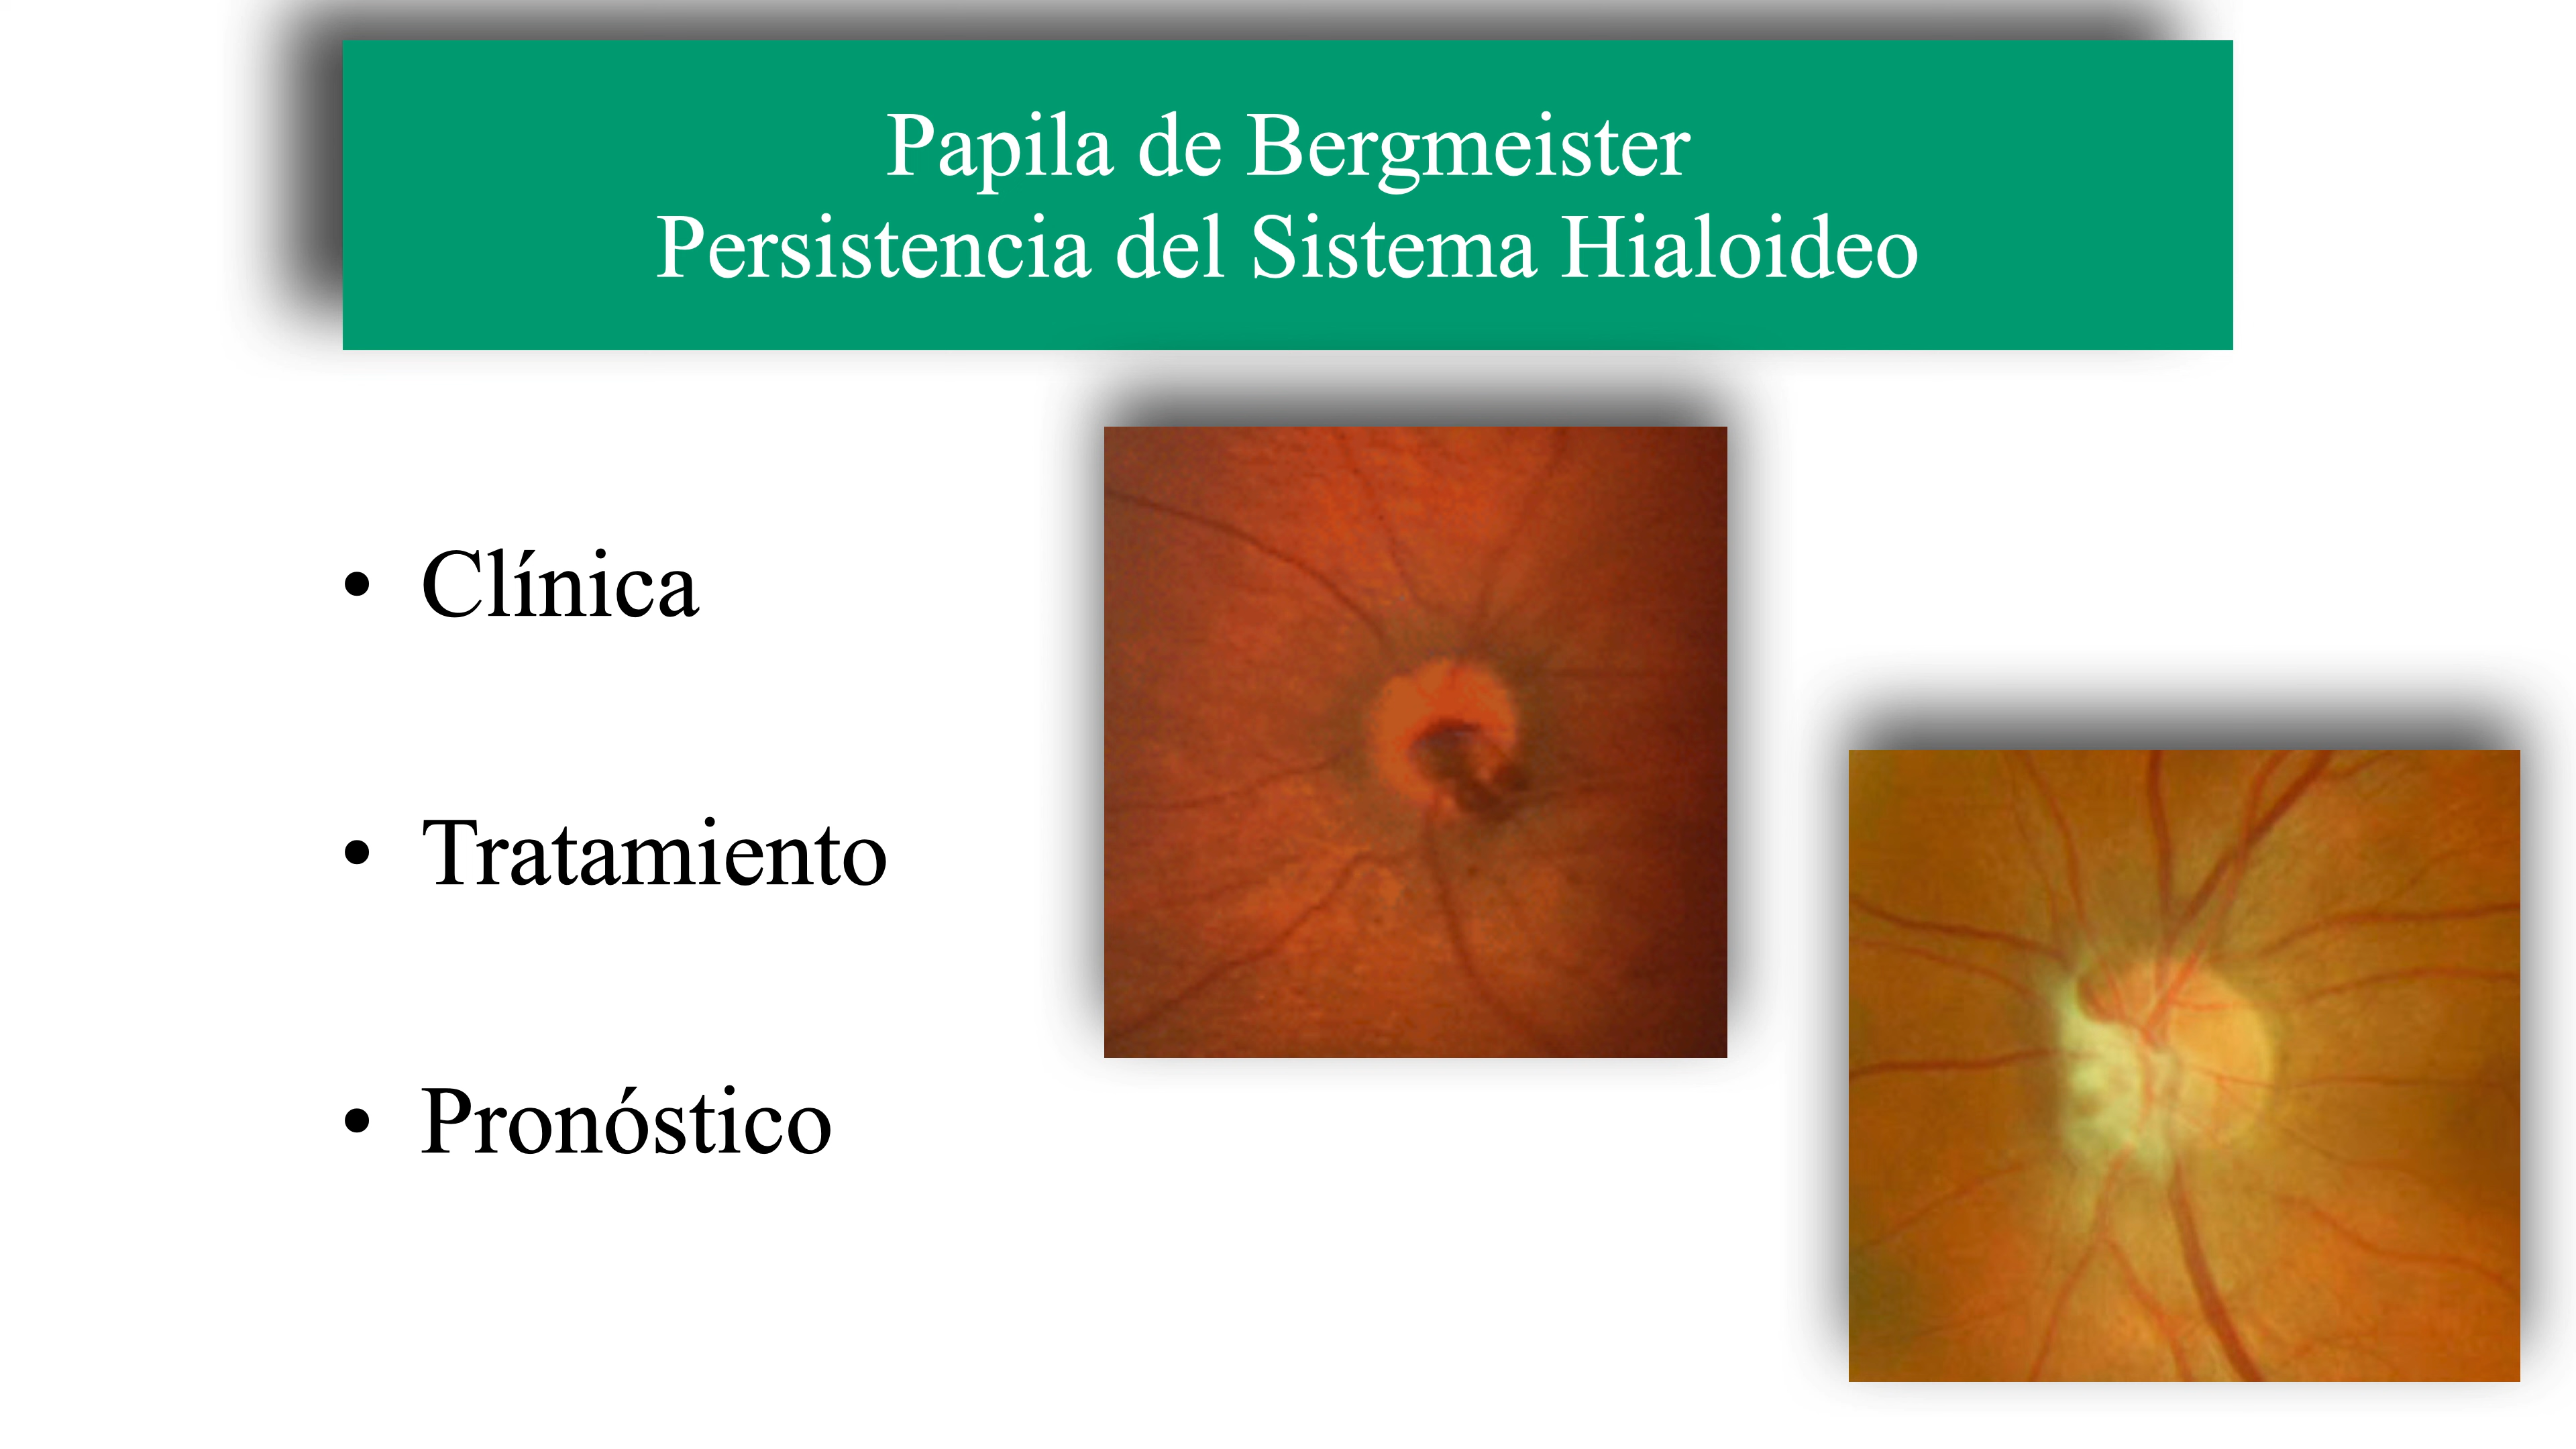 Papila de Bergmeister
Persistencia del Sistema Hialoideo
• Clínica
• Tratamiento
• Pronóstico